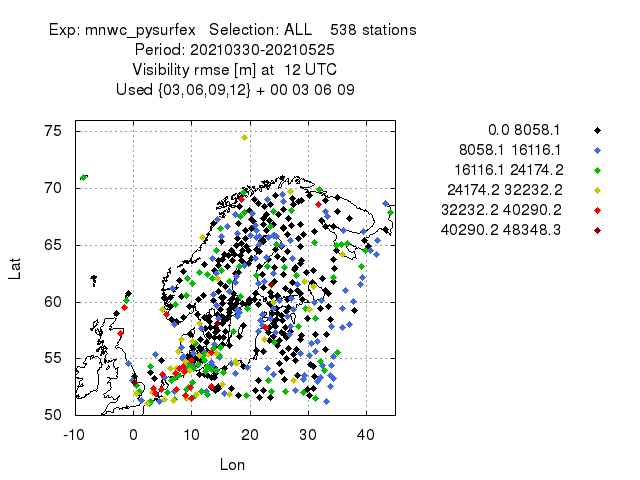 Exp: mnwc_pysurfex   Selection: ALL    538 stations
Period: 20210330-20210525
Visibility rmse [m] at  12 UTC
Used {03,06,09,12} + 00 03 06 09
0.0 8058.1
8058.1 16116.1
16116.1 24174.2
24174.2 32232.2
32232.2 40290.2
40290.2 48348.3
75
70
65
60
55
50
Lat
-10 0 10 20 30 40
Lon